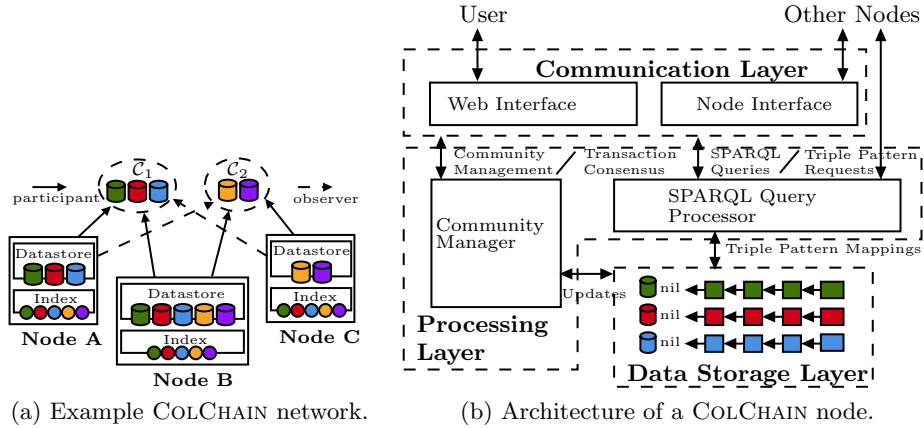 C1
C2
participant
observer
Datastore
Index
Node A
Datastore
Index
Node B
Datastore
Index
Node C
(a) Example COLCHAIN network.
User
Other Nodes
Communication Layer
Web Interface
Node Interface
Community
Management
Transaction
Consensus
SPARQL
Queries
Triple Pattern
Requests
Community
Manager
SPARQL Query
Processor
Triple Pattern Mappings
Updates
Processing
Layer
nil
nil
nil
Data Storage Layer
(b) Architecture of a COLCHAIN node.